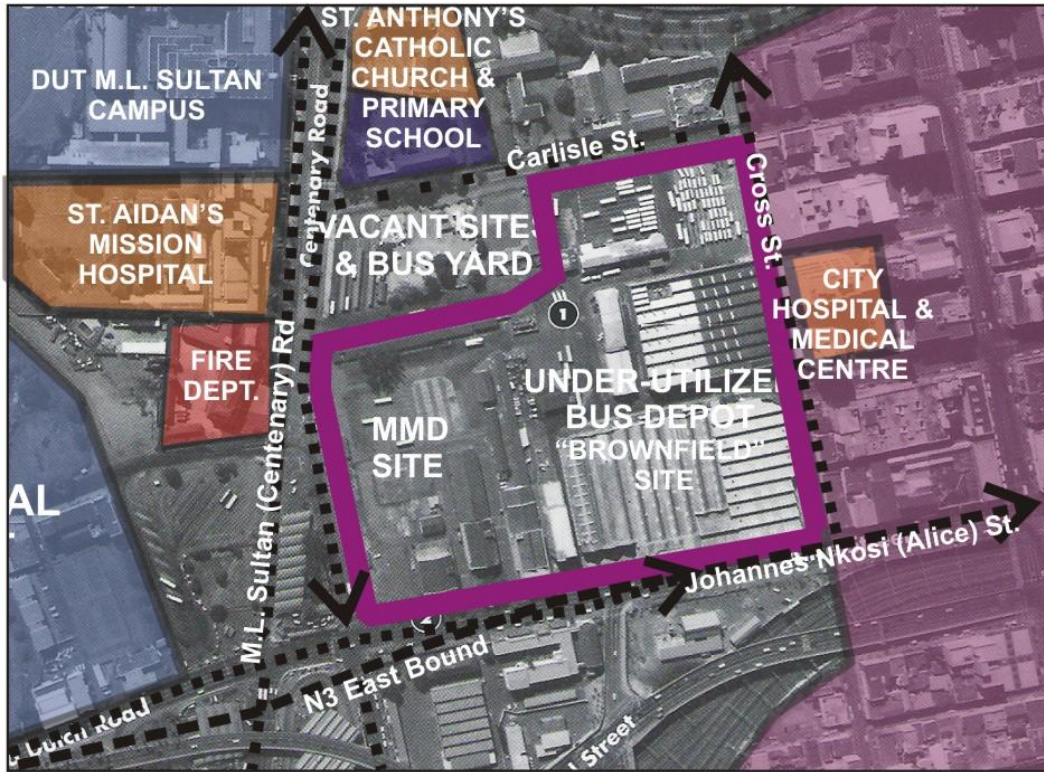 DUT M.L. SULTAN
CAMPUS
ST. ANTHONY'S
CATHOLIC
CHURCH &
PRIMARY
SCHOOL
Centenary Road
Carlisle St.
ST. AIDAN'S
MISSION
HOSPITAL
VACANT SITES
& BUS YARD
Cross St.
CITY
HOSPITAL &
MEDICAL
CENTRE
1
FIRE
DEPT.
M.L. Sultan (Centenary) Rd
MMD
SITE
UNDER-UTILIZE
BUS DEPOT
"BROWNFIELD"
SITE
AL
Johannes Nkosi (Alice) St.
N3 East Bound
Road
Street